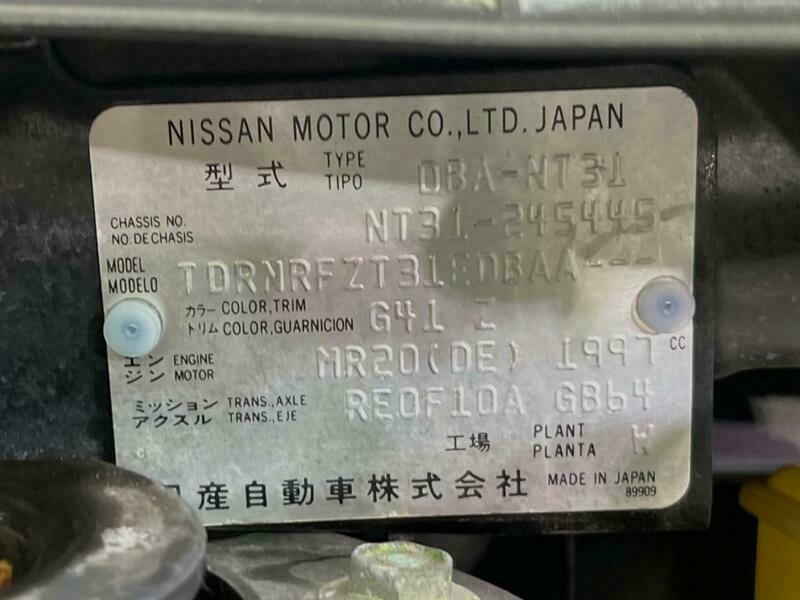 NISSAN MOTOR CO.,LTD. JAPAN
型式 TYPE TIPO DBA-NT31
CHASSIS NO. NO.DE CHASIS NT31-245445
MODEL MODELO TDRNRFZT31EDBAA---
カラー COLOR,TRIM トリム COLOR,GUARNICION G41 Z
エンジン ENGINE MOTOR MR20(DE) 1997 CC
ミッション TRANS.,AXLE アクスル TRANS.,EJE RE0F10A GB64
工場 PLANT PLANTA W
日産自動車株式会社 MADE IN JAPAN
89909